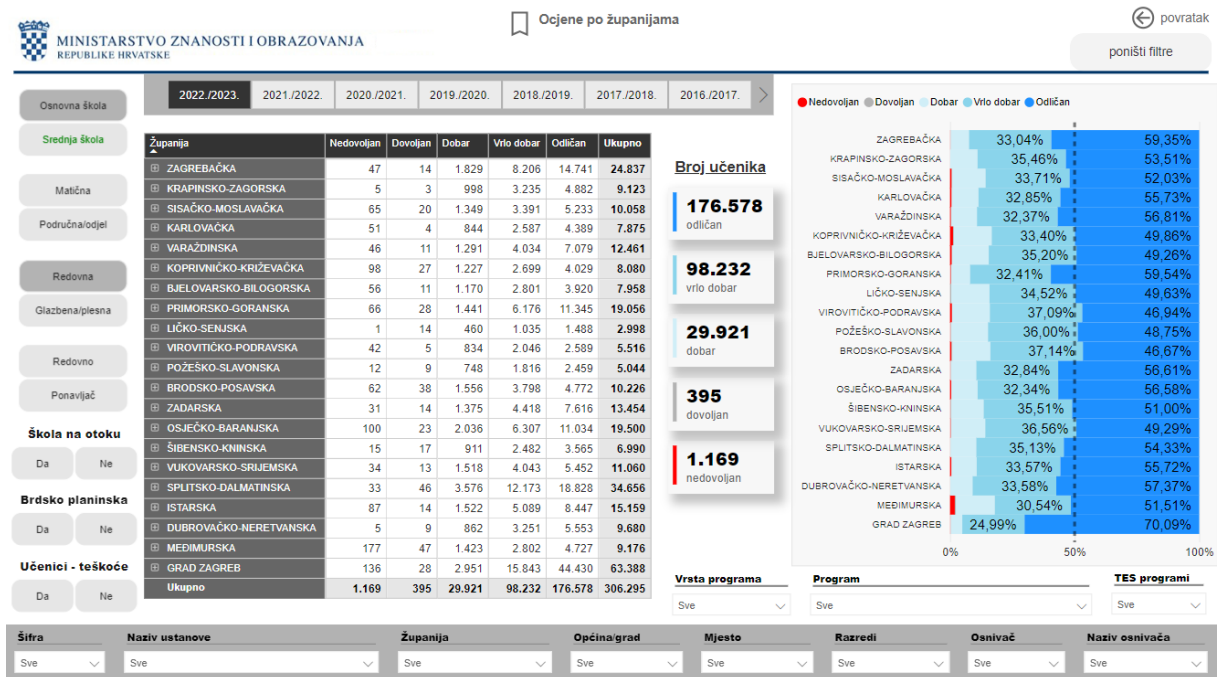 MINISTARSTVO ZNANOSTI I OBRAZOVANJA
REPUBLIKE HRVATSKE
Ocjene po županijama
povratak
poništi filtre
Osnovna škola
Srednja škola
Matična
Područna/odjel
Redovna
Glazbena/plesna
Redovno
Ponavljač
Škola na otoku
Da Ne
Brdsko planinska
Da Ne
Učenici - teškoće
Da Ne
2022./2023. 2021./2022. 2020./2021. 2019./2020. 2018./2019. 2017./2018. 2016./2017.
Županija Nedovoljan Dovoljan Dobar Vrlo dobar Odličan Ukupno
ZAGREBAČKA 47 14 1.829 8.206 14.741 24.837
KRAPINSKO-ZAGORSKA 5 3 998 3.235 4.882 9.123
SISAČKO-MOSLAVAČKA 65 20 1.349 3.391 5.233 10.058
KARLOVAČKA 51 4 844 2.587 4.389 7.875
VARAŽDINSKA 46 11 1.291 4.034 7.079 12.461
KOPRIVNIČKO-KRIŽEVAČKA 98 27 1.227 2.699 4.029 8.080
BJELOVARSKO-BILOGORSKA 56 11 1.170 2.801 3.920 7.958
PRIMORSKO-GORANSKA 66 28 1.441 6.176 11.345 19.056
LIČKO-SENJSKA 1 14 460 1.035 1.488 2.998
VIROVITIČKO-PODRAVSKA 42 5 834 2.046 2.589 5.516
POŽEŠKO-SLAVONSKA 12 9 748 1.816 2.459 5.044
BRODSKO-POSAVSKA 62 38 1.556 3.798 4.772 10.226
ZADARSKA 31 14 1.375 4.418 7.616 13.454
OSJEČKO-BARANJSKA 100 23 2.036 6.307 11.034 19.500
ŠIBENSKO-KNINSKA 15 17 911 2.482 3.565 6.990
VUKOVARSKO-SRIJEMSKA 34 13 1.518 4.043 5.452 11.060
SPLITSKO-DALMATINSKA 33 46 3.576 12.173 18.828 34.656
ISTARSKA 87 14 1.522 5.089 8.447 15.159
DUBROVAČKO-NERETVANSKA 5 9 862 3.251 5.553 9.680
MEĐIMURSKA 177 47 1.423 2.802 4.727 9.176
GRAD ZAGREB 136 28 2.951 15.843 44.430 63.388
Ukupno 1.169 395 29.921 98.232 176.578 306.295
Broj učenika
176.578
odličan
98.232
vrlo dobar
29.921
dobar
395
dovoljan
1.169
nedovoljan
Nedovoljan Dovoljan Dobar Vrlo dobar Odličan
ZAGREBAČKA 33,04% 59,35%
KRAPINSKO-ZAGORSKA 35,46% 53,51%
SISAČKO-MOSLAVAČKA 33,71% 52,03%
KARLOVAČKA 32,85% 55,73%
VARAŽDINSKA 32,37% 56,81%
KOPRIVNIČKO-KRIŽEVAČKA 33,40% 49,86%
BJELOVARSKO-BILOGORSKA 35,20% 49,26%
PRIMORSKO-GORANSKA 32,41% 59,54%
LIČKO-SENJSKA 34,52% 49,63%
VIROVITIČKO-PODRAVSKA 37,09% 46,94%
POŽEŠKO-SLAVONSKA 36,00% 48,75%
BRODSKO-POSAVSKA 37,14% 46,67%
ZADARSKA 32,84% 56,61%
OSJEČKO-BARANJSKA 32,34% 56,58%
ŠIBENSKO-KNINSKA 35,51% 51,00%
VUKOVARSKO-SRIJEMSKA 36,56% 49,29%
SPLITSKO-DALMATINSKA 35,13% 54,33%
ISTARSKA 33,57% 55,72%
DUBROVAČKO-NERETVANSKA 33,58% 57,37%
MEĐIMURSKA 30,54% 51,51%
GRAD ZAGREB 24,99% 70,09%
0% 50% 100%
Vrsta programa Program TES programi
Sve Sve Sve
Šifra Naziv ustanove Županija Općina/grad Mjesto Razredi Osnivač Naziv osnivača
Sve Sve Sve Sve Sve Sve Sve Sve